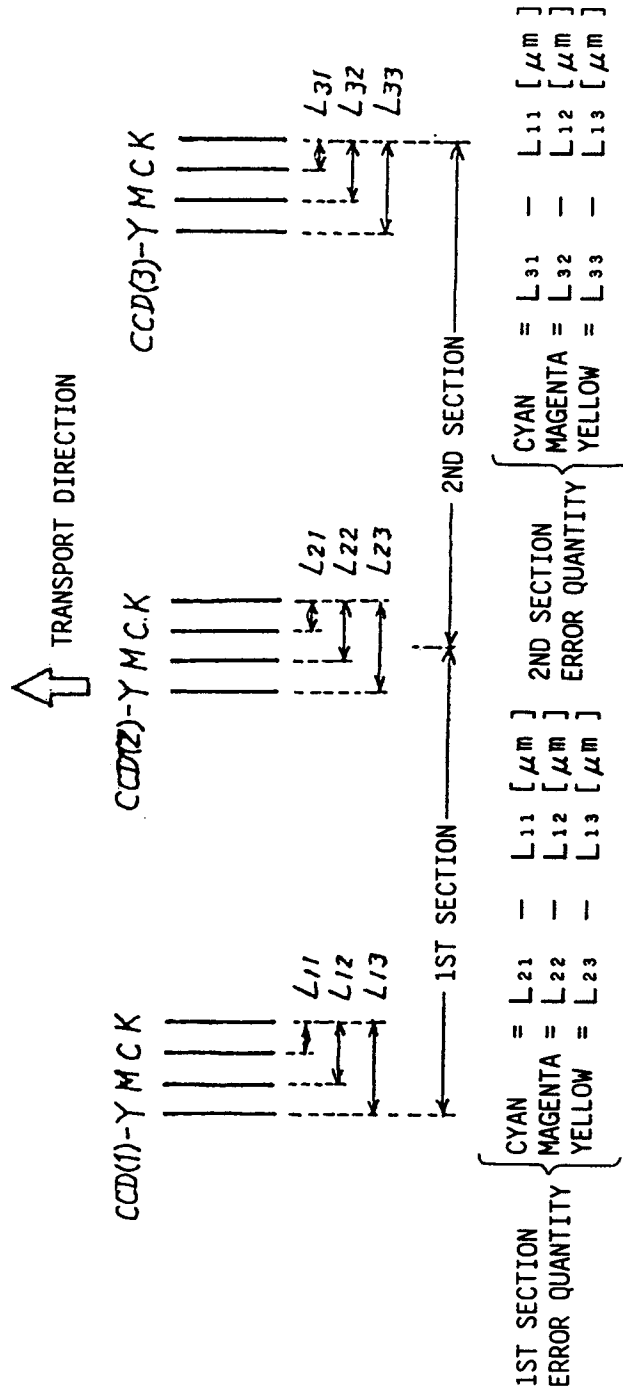 TRANSPORT DIRECTION
CCD(1)-Y M C K
CCD(2)-Y M C K
CCD(3)-Y M C K
L11
L12
L13
L21
L22
L23
L31
L32
L33
1ST SECTION
2ND SECTION
1ST SECTION
ERROR QUANTITY
CYAN = L21 - L11 [μm]
MAGENTA = L22 - L12 [μm]
YELLOW = L23 - L13 [μm]
2ND SECTION
ERROR QUANTITY
CYAN = L31 - L11 [μm]
MAGENTA = L32 - L12 [μm]
YELLOW = L33 - L13 [μm]